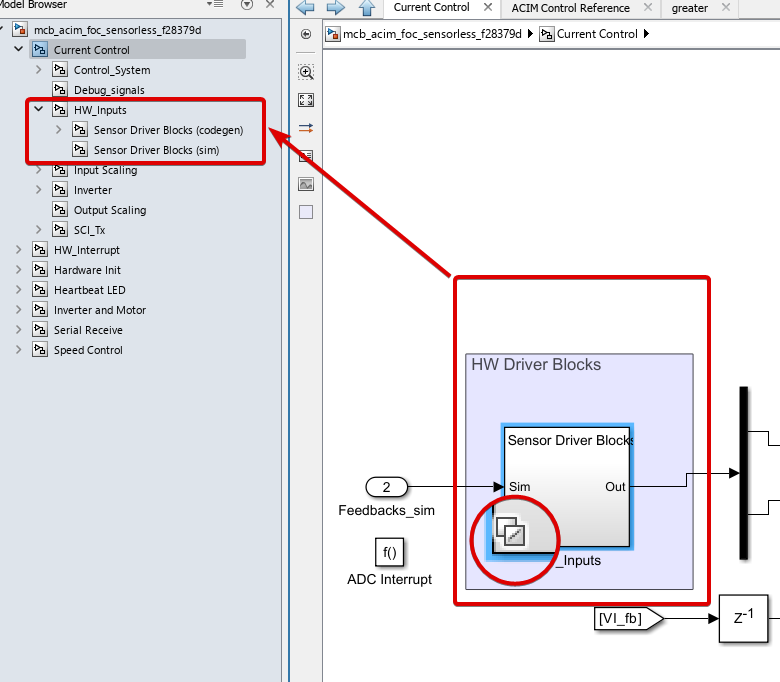 Model Browser
mcb_acim_foc_sensorless_f28379d
Current Control
Control_System
Debug_signals
HW_Inputs
Sensor Driver Blocks (codegen)
Sensor Driver Blocks (sim)
Input Scaling
Inverter
Output Scaling
SCI_Tx
HW_Interrupt
Hardware Init
Heartbeat LED
Inverter and Motor
Serial Receive
Speed Control
Current Control
ACIM Control Reference
greater
mcb_acim_foc_sensorless_f28379d
Current Control
HW Driver Blocks
Sensor Driver Blocks
2
Sim
Out
Feedbacks_sim
f()
ADC Interrupt
_Inputs
[VI_fb]
Z-1